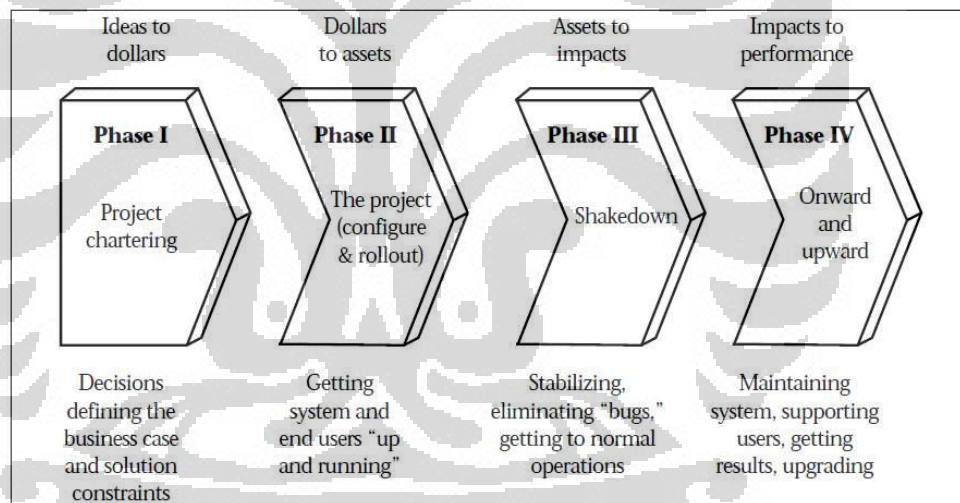 Ideas to
dollars
Dollars
to assets
Assets to
impacts
Impacts to
performance
Phase I
Project
chartering
Phase II
The project
(configure
& rollout)
Phase III
Shakedown
Phase IV
Onward
and
upward
Decisions
defining the
business case
and solution
constraints
Getting
system and
end users “up
and running”
Stabilizing,
eliminating “bugs,”
getting to normal
operations
Maintaining
system, supporting
users, getting
results, upgrading